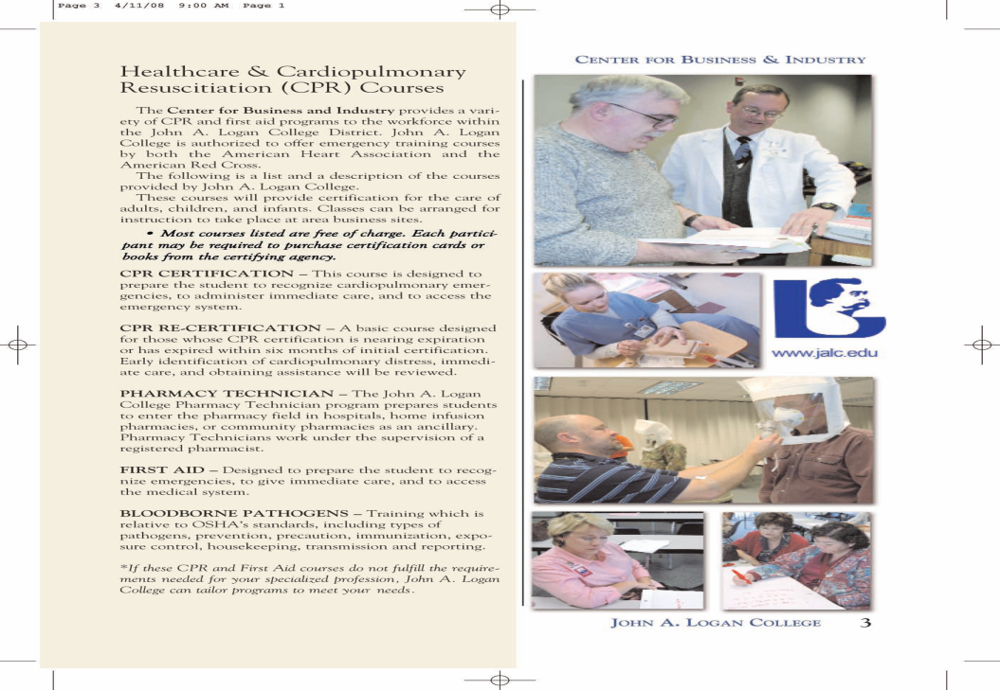 Page 3 4/11/08 9:00 AM Page 1
Healthcare & Cardiopulmonary
Resuscitiation (CPR) Courses
The Center for Business and Industry provides a vari-
ety of CPR and first aid programs to the workforce within
the John A. Logan College District. John A. Logan
College is authorized to offer emergency training courses
by both the American Heart Association and the
American Red Cross.
The following is a list and a description of the courses
provided by John A. Logan College.
These courses will provide certification for the care of
adults, children, and infants. Classes can be arranged for
instruction to take place at area business sites.
• Most courses listed are free of charge. Each partici-
pant may be required to purchase certification cards or
books from the certifying agency.
CPR CERTIFICATION – This course is designed to
prepare the student to recognize cardiopulmonary emer-
gencies, to administer immediate care, and to access the
emergency system.
CPR RE-CERTIFICATION – A basic course designed
for those whose CPR certification is nearing expiration
or has expired within six months of initial certification.
Early identification of cardiopulmonary distress, immedi-
ate care, and obtaining assistance will be reviewed.
PHARMACY TECHNICIAN – The John A. Logan
College Pharmacy Technician program prepares students
to enter the pharmacy field in hospitals, home infusion
pharmacies, or community pharmacies as an ancillary.
Pharmacy Technicians work under the supervision of a
registered pharmacist.
FIRST AID – Designed to prepare the student to recog-
nize emergencies, to give immediate care, and to access
the medical system.
BLOODBORNE PATHOGENS – Training which is
relative to OSHA's standards, including types of
pathogens, prevention, precaution, immunization, expo-
sure control, housekeeping, transmission and reporting.
*If these CPR and First Aid courses do not fulfill the require-
ments needed for your specialized profession, John A. Logan
College can tailor programs to meet your needs.
CENTER FOR BUSINESS & INDUSTRY
www.jalc.edu
JOHN A. LOGAN COLLEGE 3